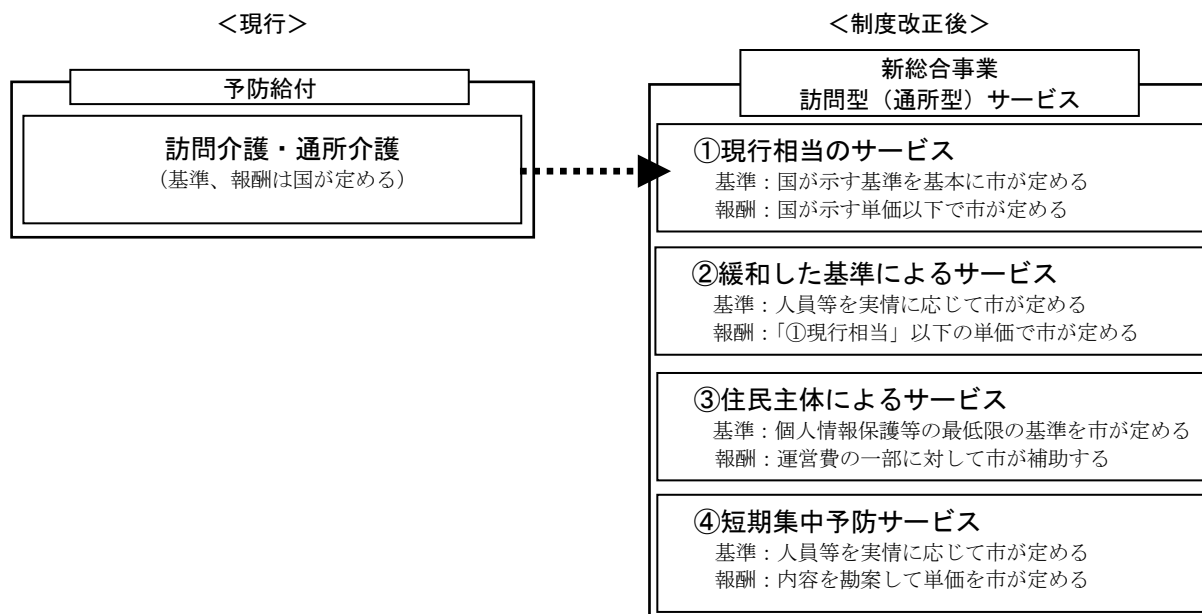 ＜現行＞
予防給付
訪問介護・通所介護
（基準、報酬は国が定める）
＜制度改正後＞
新総合事業
訪問型（通所型）サービス
①現行相当のサービス
基準：国が示す基準を基本に市が定める
報酬：国が示す単価以下で市が定める
②緩和した基準によるサービス
基準：人員等を実情に応じて市が定める
報酬：「①現行相当」以下の単価で市が定める
③住民主体によるサービス
基準：個人情報保護等の最低限の基準を市が定める
報酬：運営費の一部に対して市が補助する
④短期集中予防サービス
基準：人員等を実情に応じて市が定める
報酬：内容を勘案して単価を市が定める